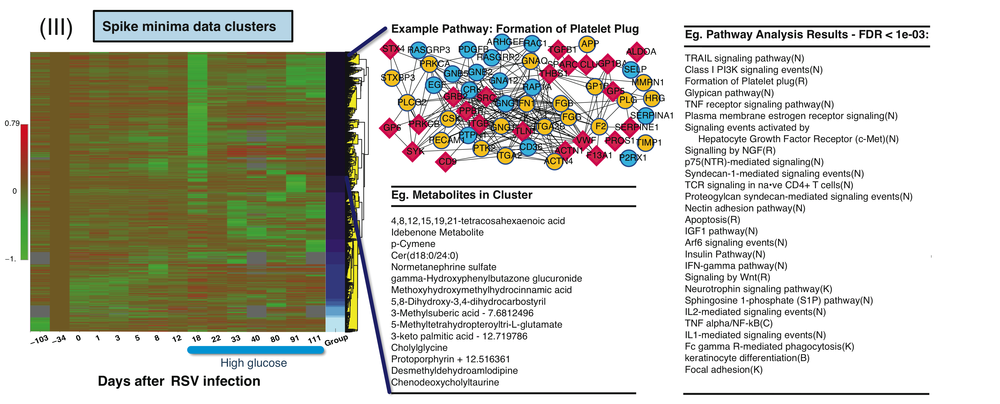 (III)
Spike minima data clusters
0.79
0
−1.
−103 −34 0 1 3 5 8 12 18 22 33 40 80 91 111 Group
High glucose
Days after RSV infection
Example Pathway: Formation of Platelet Plug
STX4
RASGRP3
PDGFB
ARHGEF
RAC1
TGFB1
APP
ALDOA
RASGRP2
PRKCA
GNAQ
SPARC
CLU
GP1BA
SELP
GNB5
GNB2
THBS1
STXBP3
EGF
GNA12
RAP1A
MMRN1
CRK
GP1B
GP5
GRB2
SRC
PLCG2
GNG
FN1
FGB
PLG
HRG
PPBP
CSK
FGG
SERPINA1
GP6
PRKCB
ITGB3
GNG1
TLN1
ITGA2B
F2
SERPINE1
PTPN1
PECAM1
VWF
PROS1
TIMP1
SYK
PTK2
CD36
ACTN1
F13A1
P2RX1
CD9
ITGA2
ACTN4
Eg. Metabolites in Cluster
4,8,12,15,19,21-tetracosahexaenoic acid
Idebenone Metabolite
p-Cymene
Cer(d18:0/24:0)
Normetanephrine sulfate
gamma-Hydroxyphenylbutazone glucuronide
Methoxyhydroxymethylhydrocinnamic acid
5,8-Dihydroxy-3,4-dihydrocarbostyril
3-Methylsuberic acid - 7.6812496
5-Methyltetrahydropteroyltri-L-glutamate
3-keto palmitic acid - 12.719786
Cholylglycine
Protoporphyrin + 12.516361
Desmethyldehydroamlodipine
Chenodeoxycholyltaurine
Eg. Pathway Analysis Results - FDR < 1e-03:
TRAIL signaling pathway(N)
Class I PI3K signaling events(N)
Formation of Platelet plug(R)
Glypican pathway(N)
TNF receptor signaling pathway(N)
Plasma membrane estrogen receptor signaling(N)
Signaling events activated by
Hepatocyte Growth Factor Receptor (c-Met)(N)
Signalling by NGF(R)
p75(NTR)-mediated signaling(N)
Syndecan-1-mediated signaling events(N)
TCR signaling in na•ve CD4+ T cells(N)
Proteogylcan syndecan-mediated signaling events(N)
Nectin adhesion pathway(N)
Apoptosis(R)
IGF1 pathway(N)
Arf6 signaling events(N)
Insulin Pathway(N)
IFN-gamma pathway(N)
Signaling by Wnt(R)
Neurotrophin signaling pathway(K)
Sphingosine 1-phosphate (S1P) pathway(N)
IL2-mediated signaling events(N)
TNF alpha/NF-kB(C)
IL1-mediated signaling events(N)
Fc gamma R-mediated phagocytosis(K)
keratinocyte differentiation(B)
Focal adhesion(K)